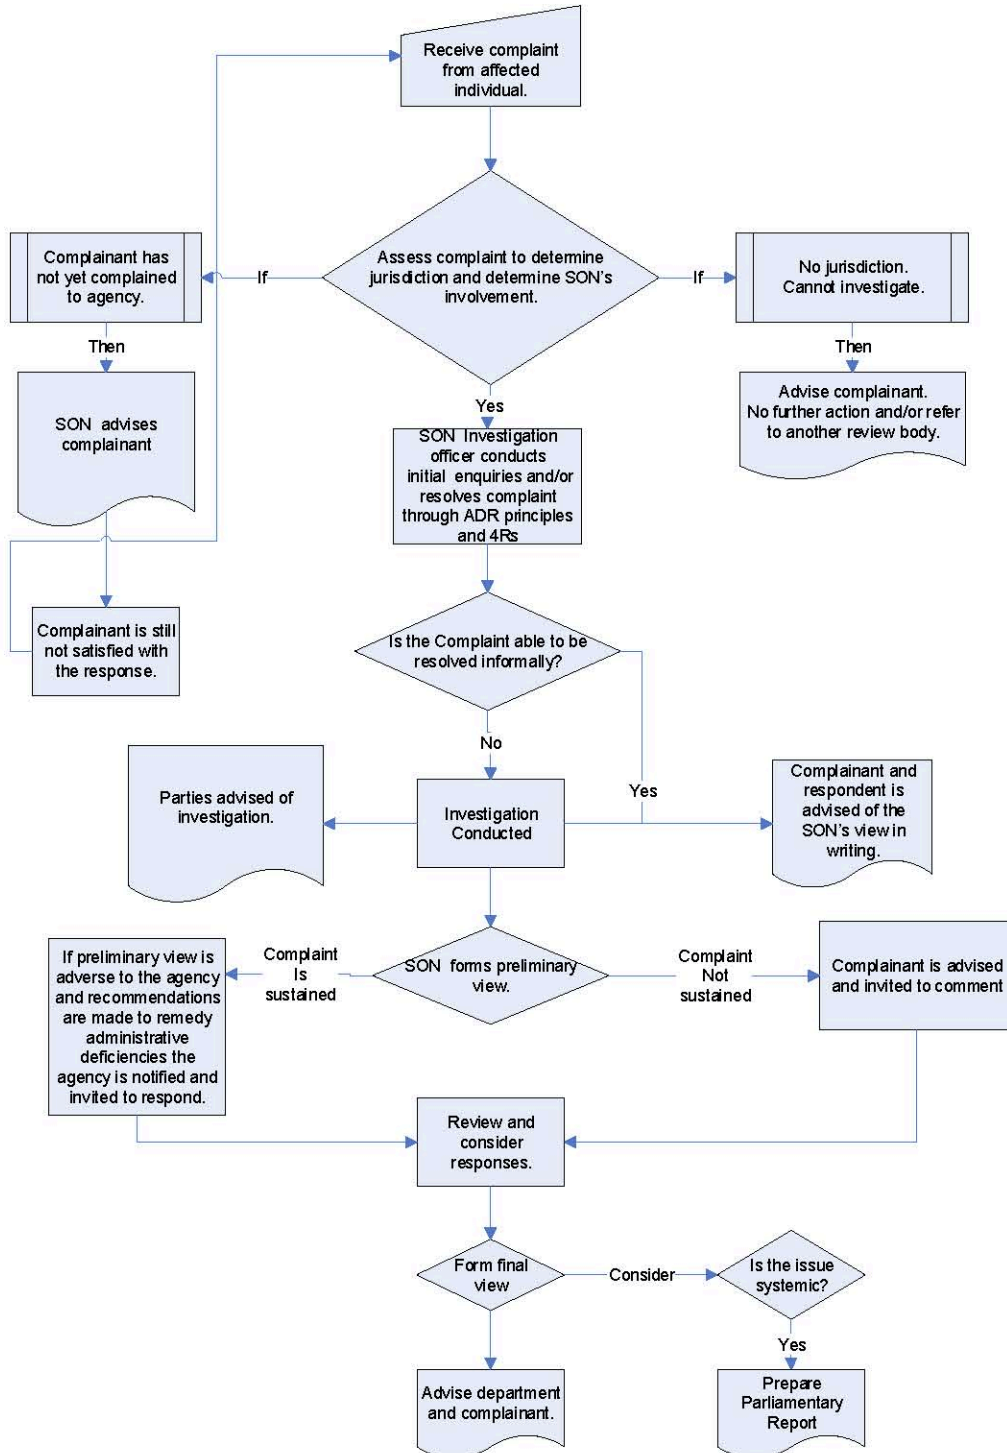 Receive complaint
from affected
individual.
Complainant has
not yet complained
to agency.
If
Assess complaint to determine
jurisdiction and determine SON's
involvement.
If
No jurisdiction.
Cannot investigate.
Then
SON advises
complainant
Yes
Then
Advise complainant.
No further action and/or refer
to another review body.
SON Investigation
officer conducts
initial enquiries and/or
resolves complaint
through ADR principles
and 4Rs
Complainant is still
not satisfied with
the response.
Is the Complaint able to be
resolved informally?
No
Yes
Parties advised of
investigation.
Investigation
Conducted
Complainant and
respondent is
advised of the
SON's view in
writing.
If preliminary view is
adverse to the agency
and recommendations
are made to remedy
administrative
deficiencies the
agency is notified and
invited to respond.
Complaint
Is
sustained
SON forms preliminary
view.
Complaint
Not
sustained
Complainant is advised
and invited to comment
Review and
consider
responses.
Form final
view
Consider
Is the issue
systemic?
Yes
Advise department
and complainant.
Prepare
Parliamentary
Report